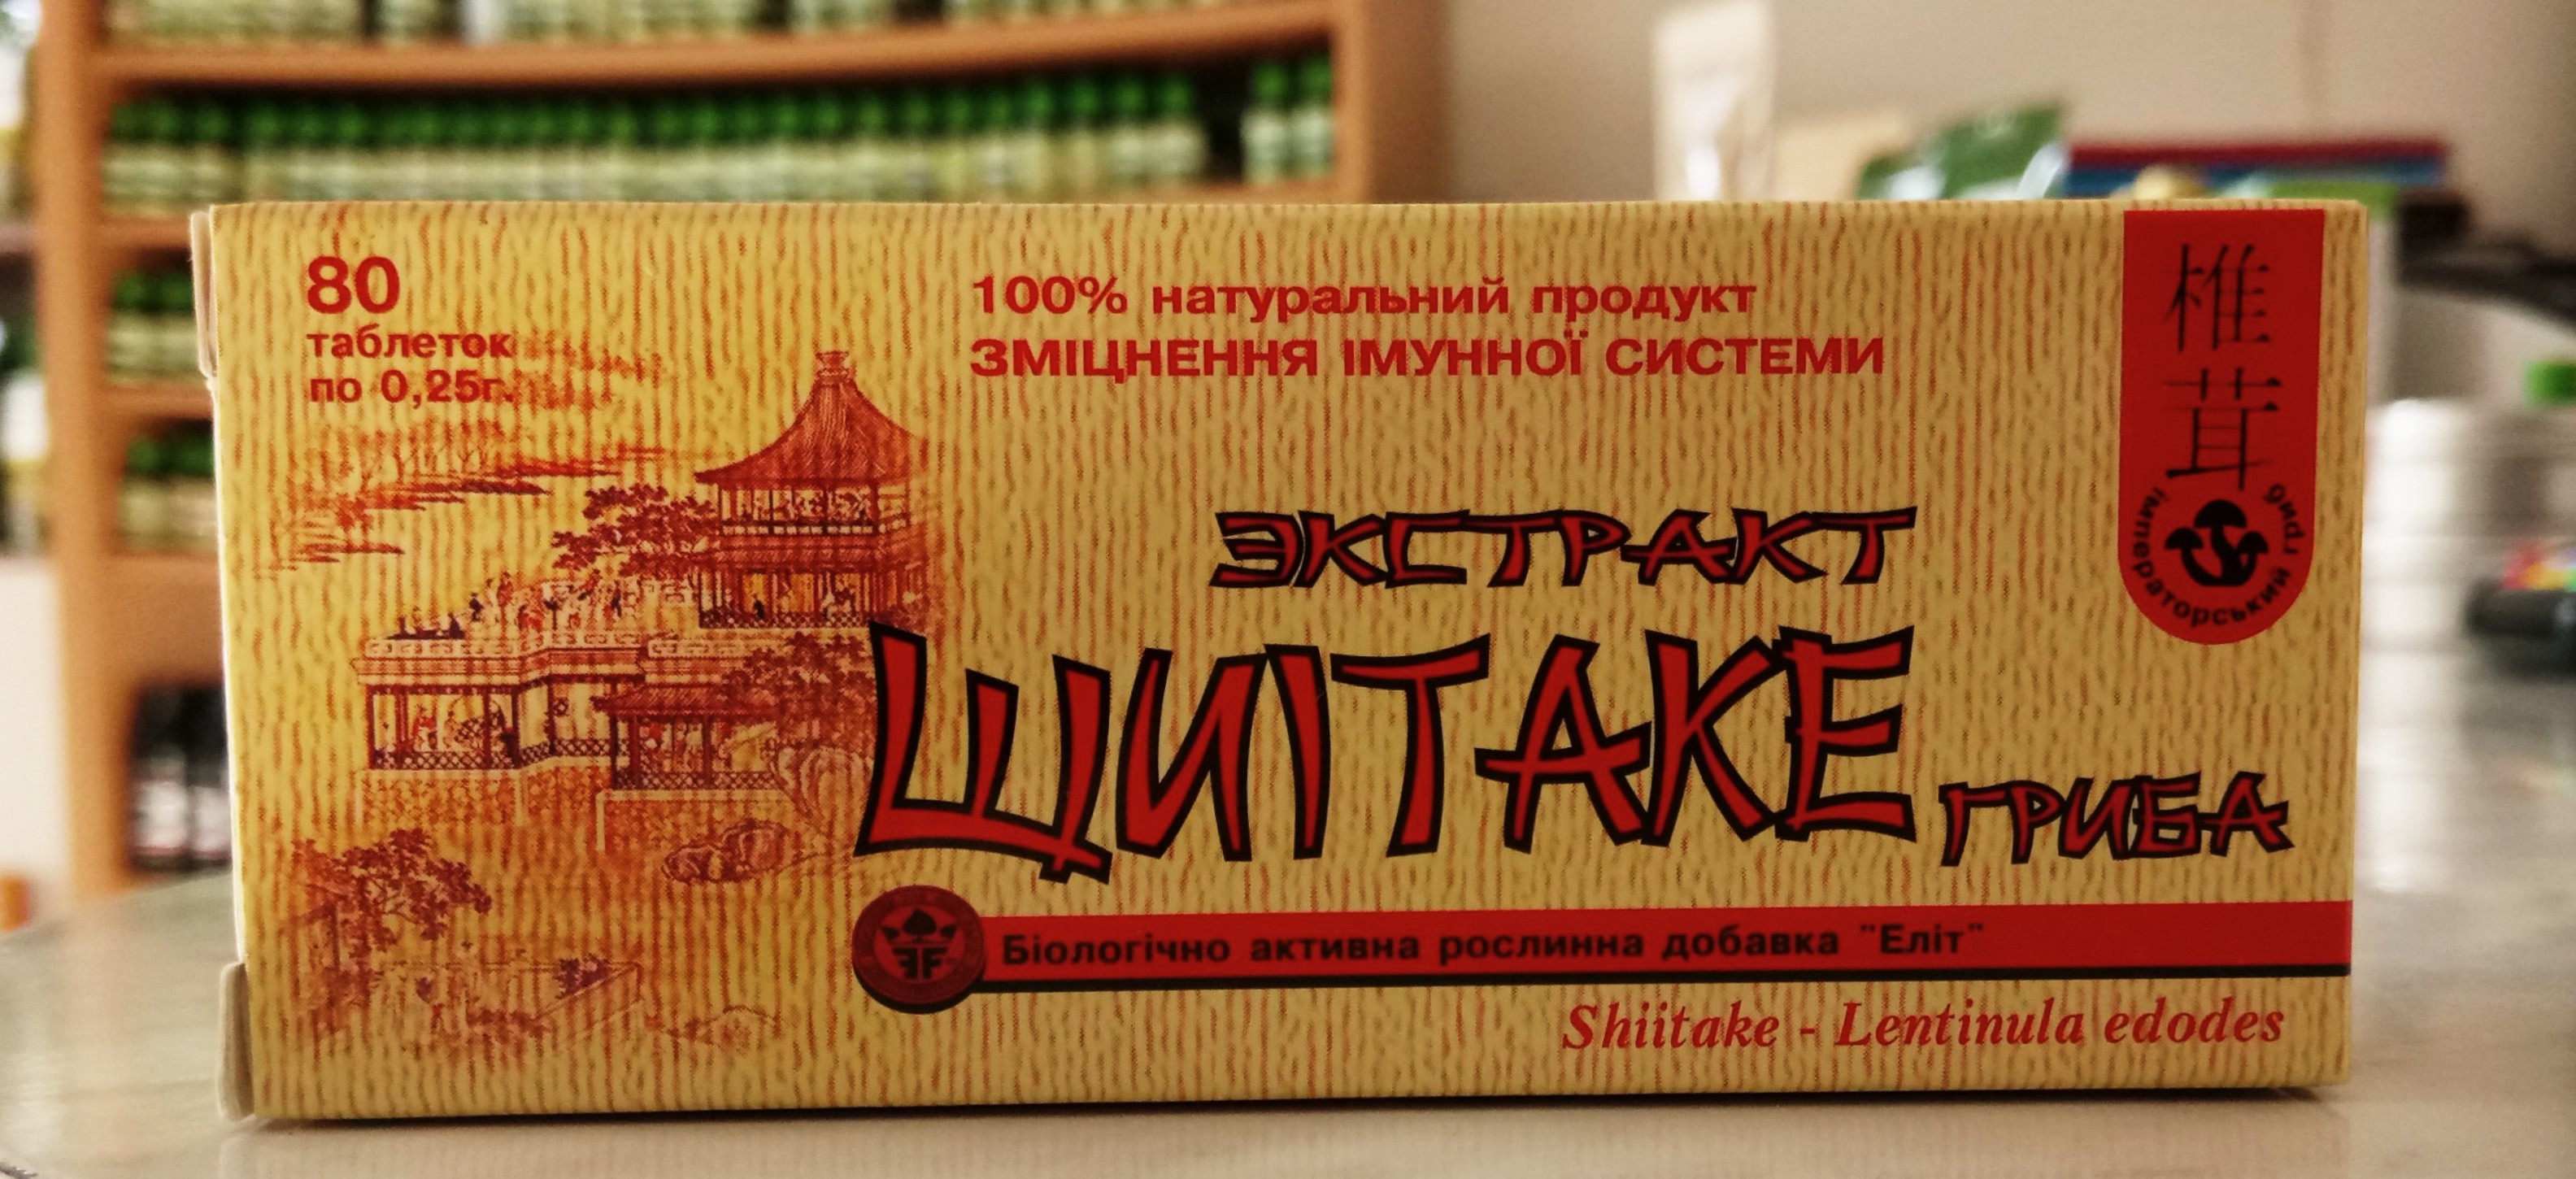 80
таблеток
по 0,25г.
100% натуральний продукт
ЗМІЦНЕННЯ ІМУННОЇ СИСТЕМИ
椎茸
імператорський гриб
ЭКСТРАКТ
ШИІТАКЕ
ГРИБА
Біологічно активна рослинна добавка "Еліт"
Shiitake - Lentinula edodes